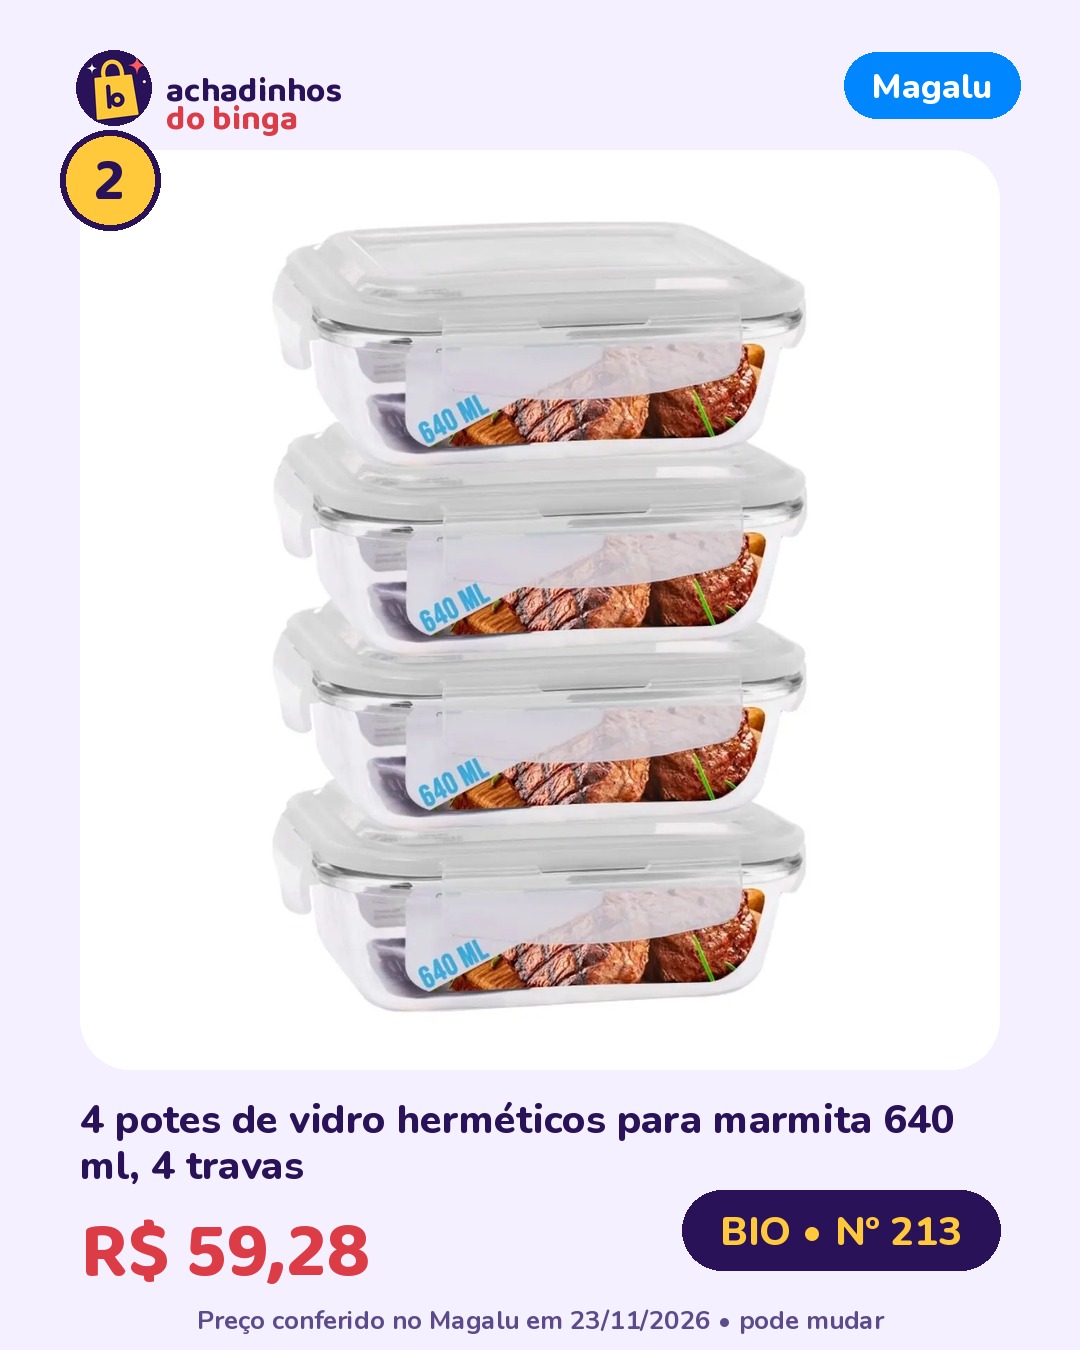 b
achadinhos
do binga
Magalu
2
640 ML
640 ML
640 ML
640 ML
4 potes de vidro herméticos para marmita 640
ml, 4 travas
R$ 59,28
BIO • Nº 213
Preço conferido no Magalu em 23/11/2026 • pode mudar